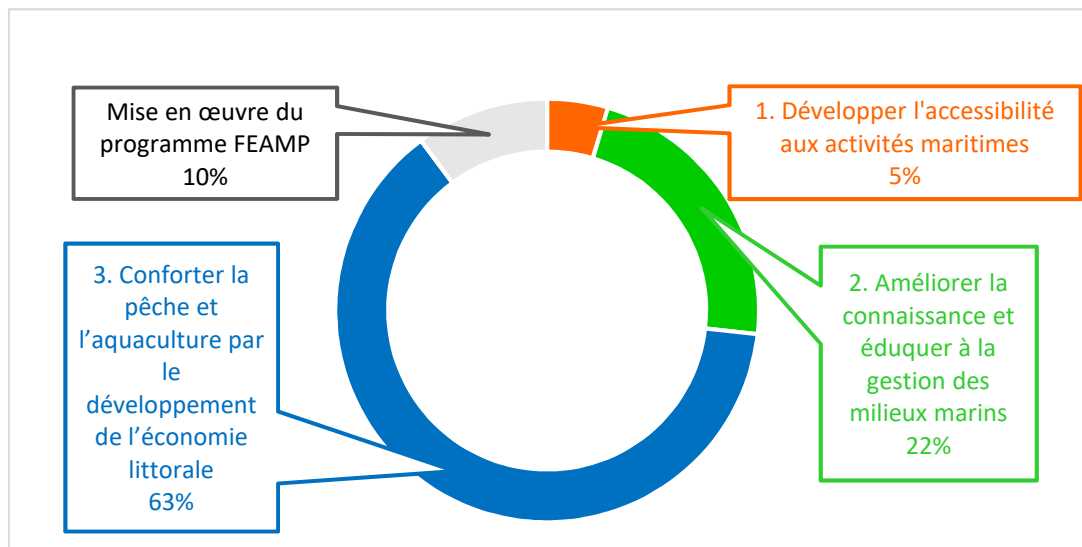 Mise en œuvre du
programme FEAMP
10%
1. Développer l'accessibilité
aux activités maritimes
5%
3. Conforter la
pêche et
l’aquaculture par
le
développement
de l’économie
littorale
63%
2. Améliorer la
connaissance et
éduquer à la
gestion des
milieux marins
22%